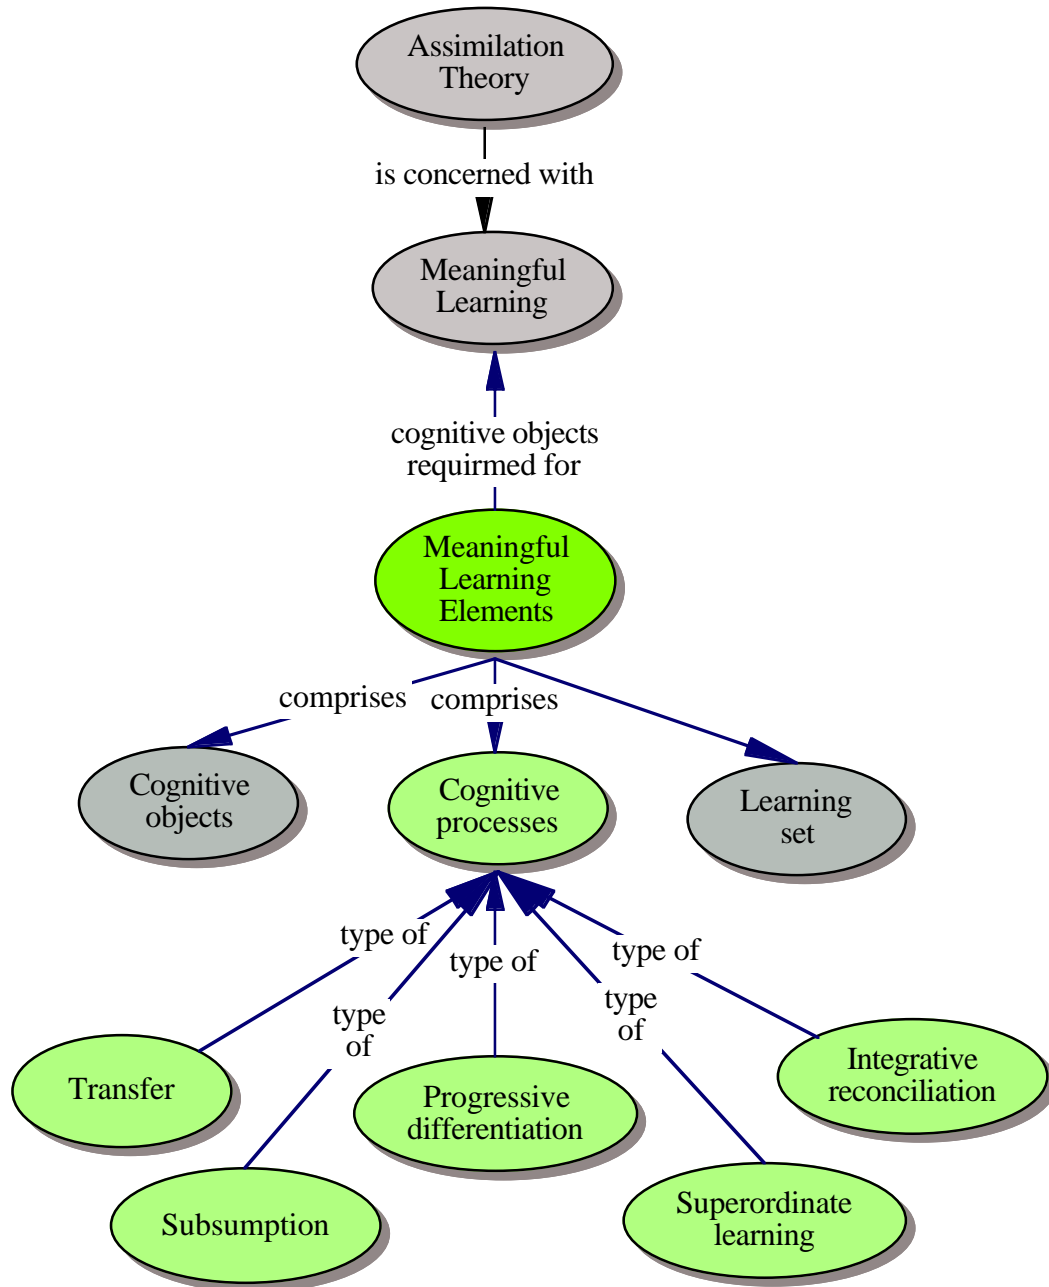 Assimilation
Theory
is concerned with
Meaningful
Learning
cognitive objects
requirmed for
Meaningful
Learning
Elements
comprises
comprises
Cognitive
objects
Cognitive
processes
Learning
set
type of
type of
type of
type
of
type
of
Transfer
Progressive
differentiation
Integrative
reconciliation
Subsumption
Superordinate
learning